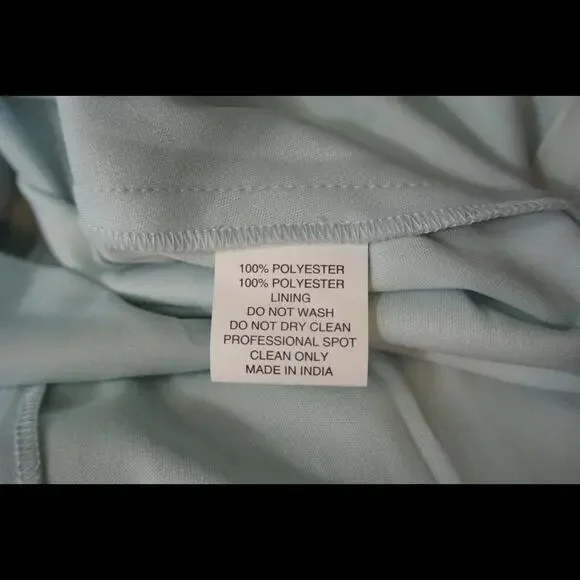 100% POLYESTER
100% POLYESTER
LINING
DO NOT WASH
DO NOT DRY CLEAN
PROFESSIONAL SPOT
CLEAN ONLY
MADE IN INDIA